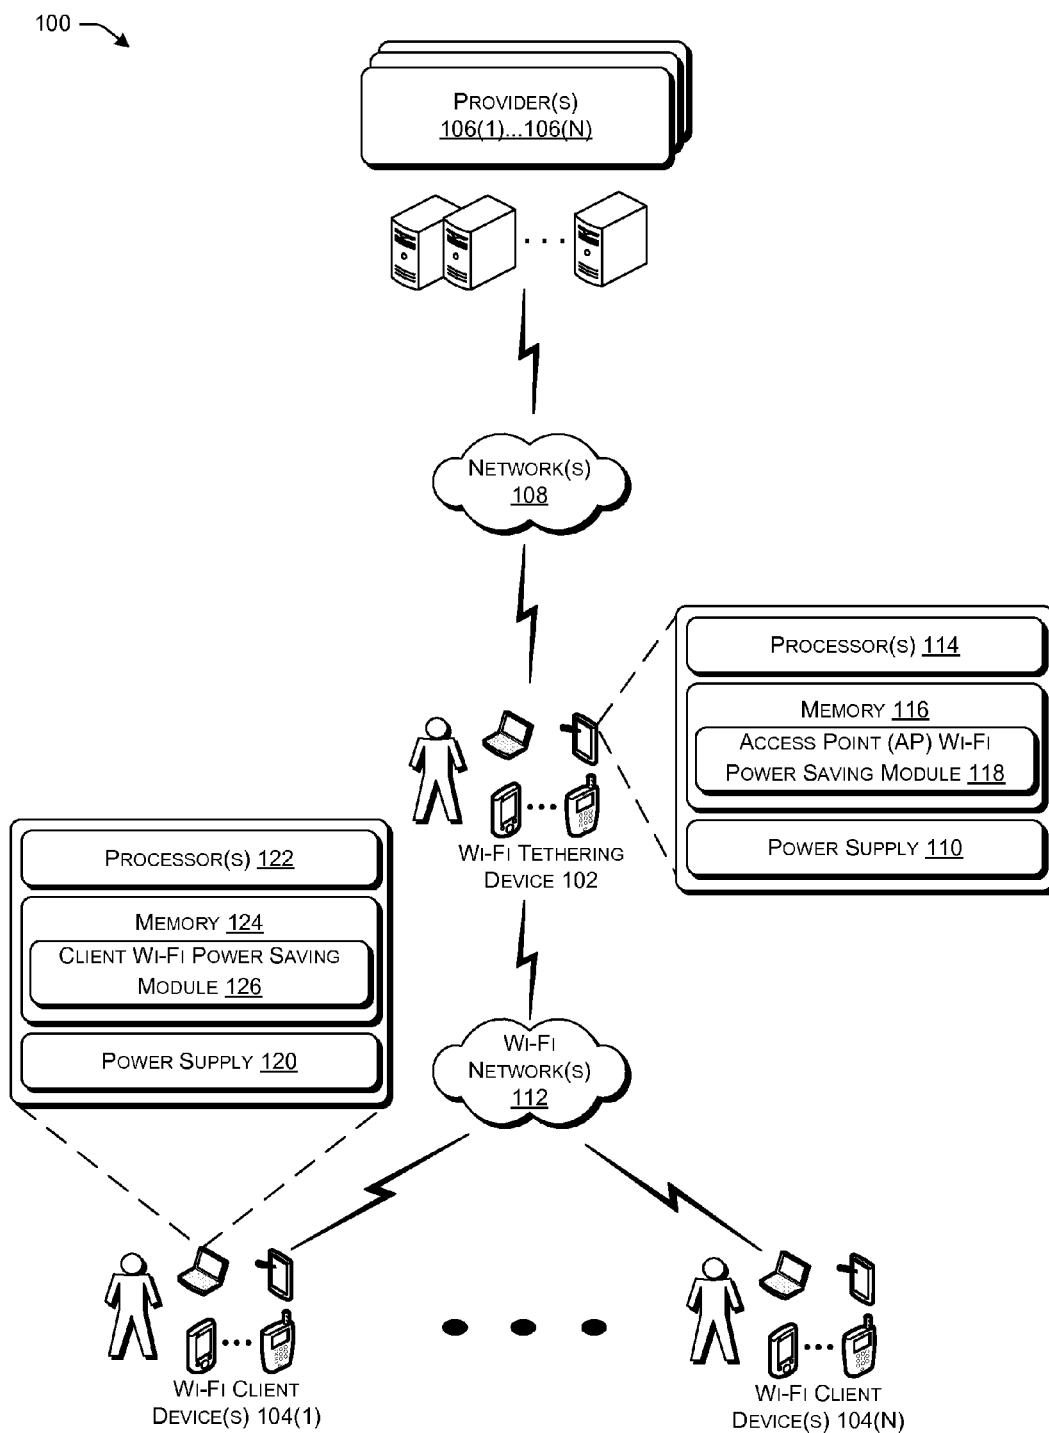 100
PROVIDER(S)
106(1)...106(N)
NETWORK(S)
108
PROCESSOR(S) 114
MEMORY 116
ACCESS POINT (AP) WI-FI
POWER SAVING MODULE 118
POWER SUPPLY 110
WI-FI TETHERING
DEVICE 102
PROCESSOR(S) 122
MEMORY 124
CLIENT WI-FI POWER SAVING
MODULE 126
POWER SUPPLY 120
WI-FI
NETWORK(S)
112
WI-FI CLIENT
DEVICE(S) 104(1)
WI-FI CLIENT
DEVICE(S) 104(N)